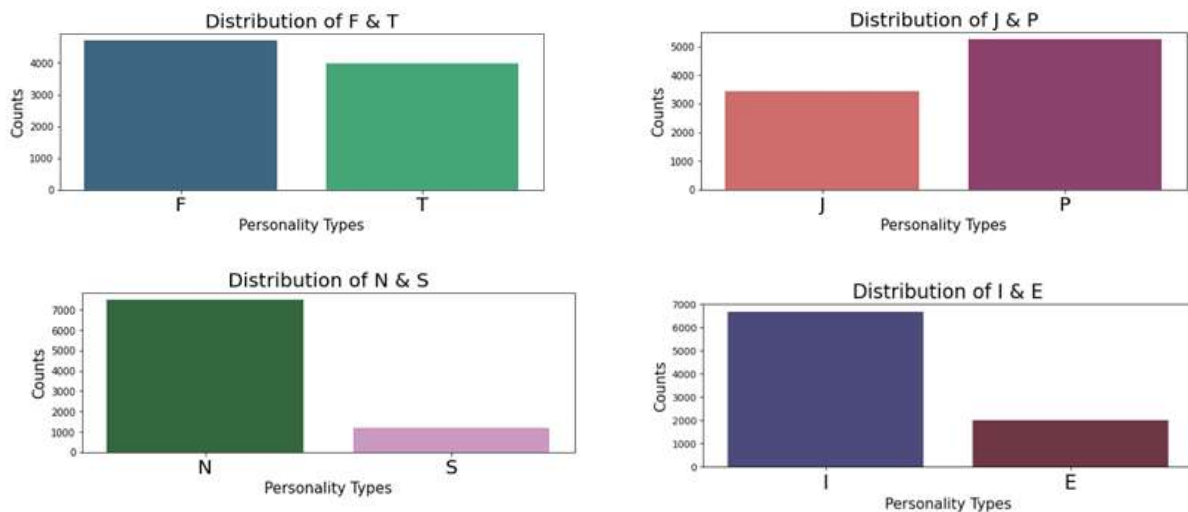 Distribution of F & T
Counts
4000
3000
2000
1000
0
F
T
Personality Types
Distribution of J & P
Counts
5000
4000
3000
2000
1000
0
J
P
Personality Types
Distribution of N & S
Counts
7000
6000
5000
4000
3000
2000
1000
0
N
S
Personality Types
Distribution of I & E
Counts
7000
6000
5000
4000
3000
2000
1000
0
I
E
Personality Types